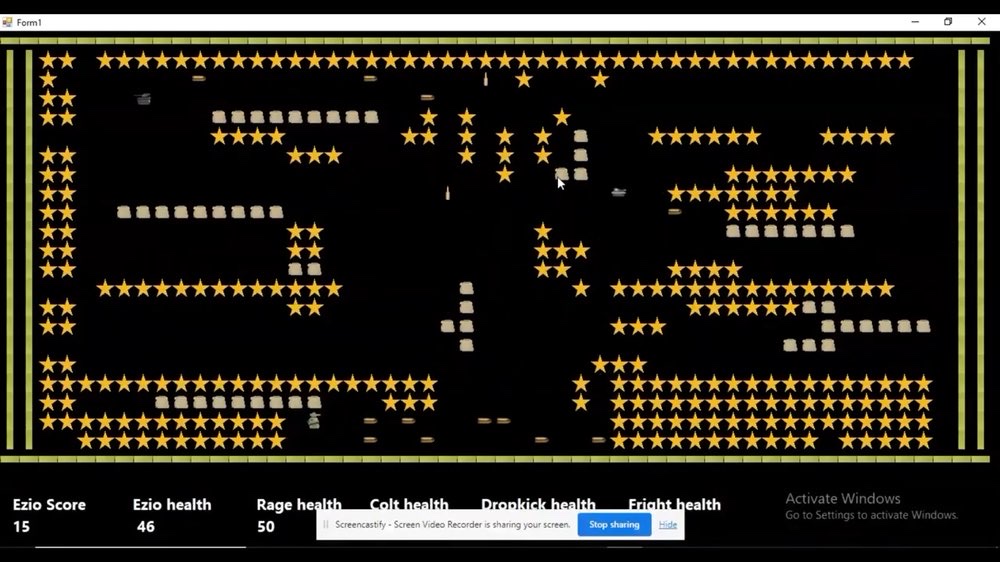 Form1
Ezio Score
Ezio health
Rage health
Colt health
Dropkick health
Fright health
15
46
50
Activate Windows
Go to Settings to activate Windows.
Screencastify - Screen Video Recorder is sharing your screen.
Stop sharing
Hide